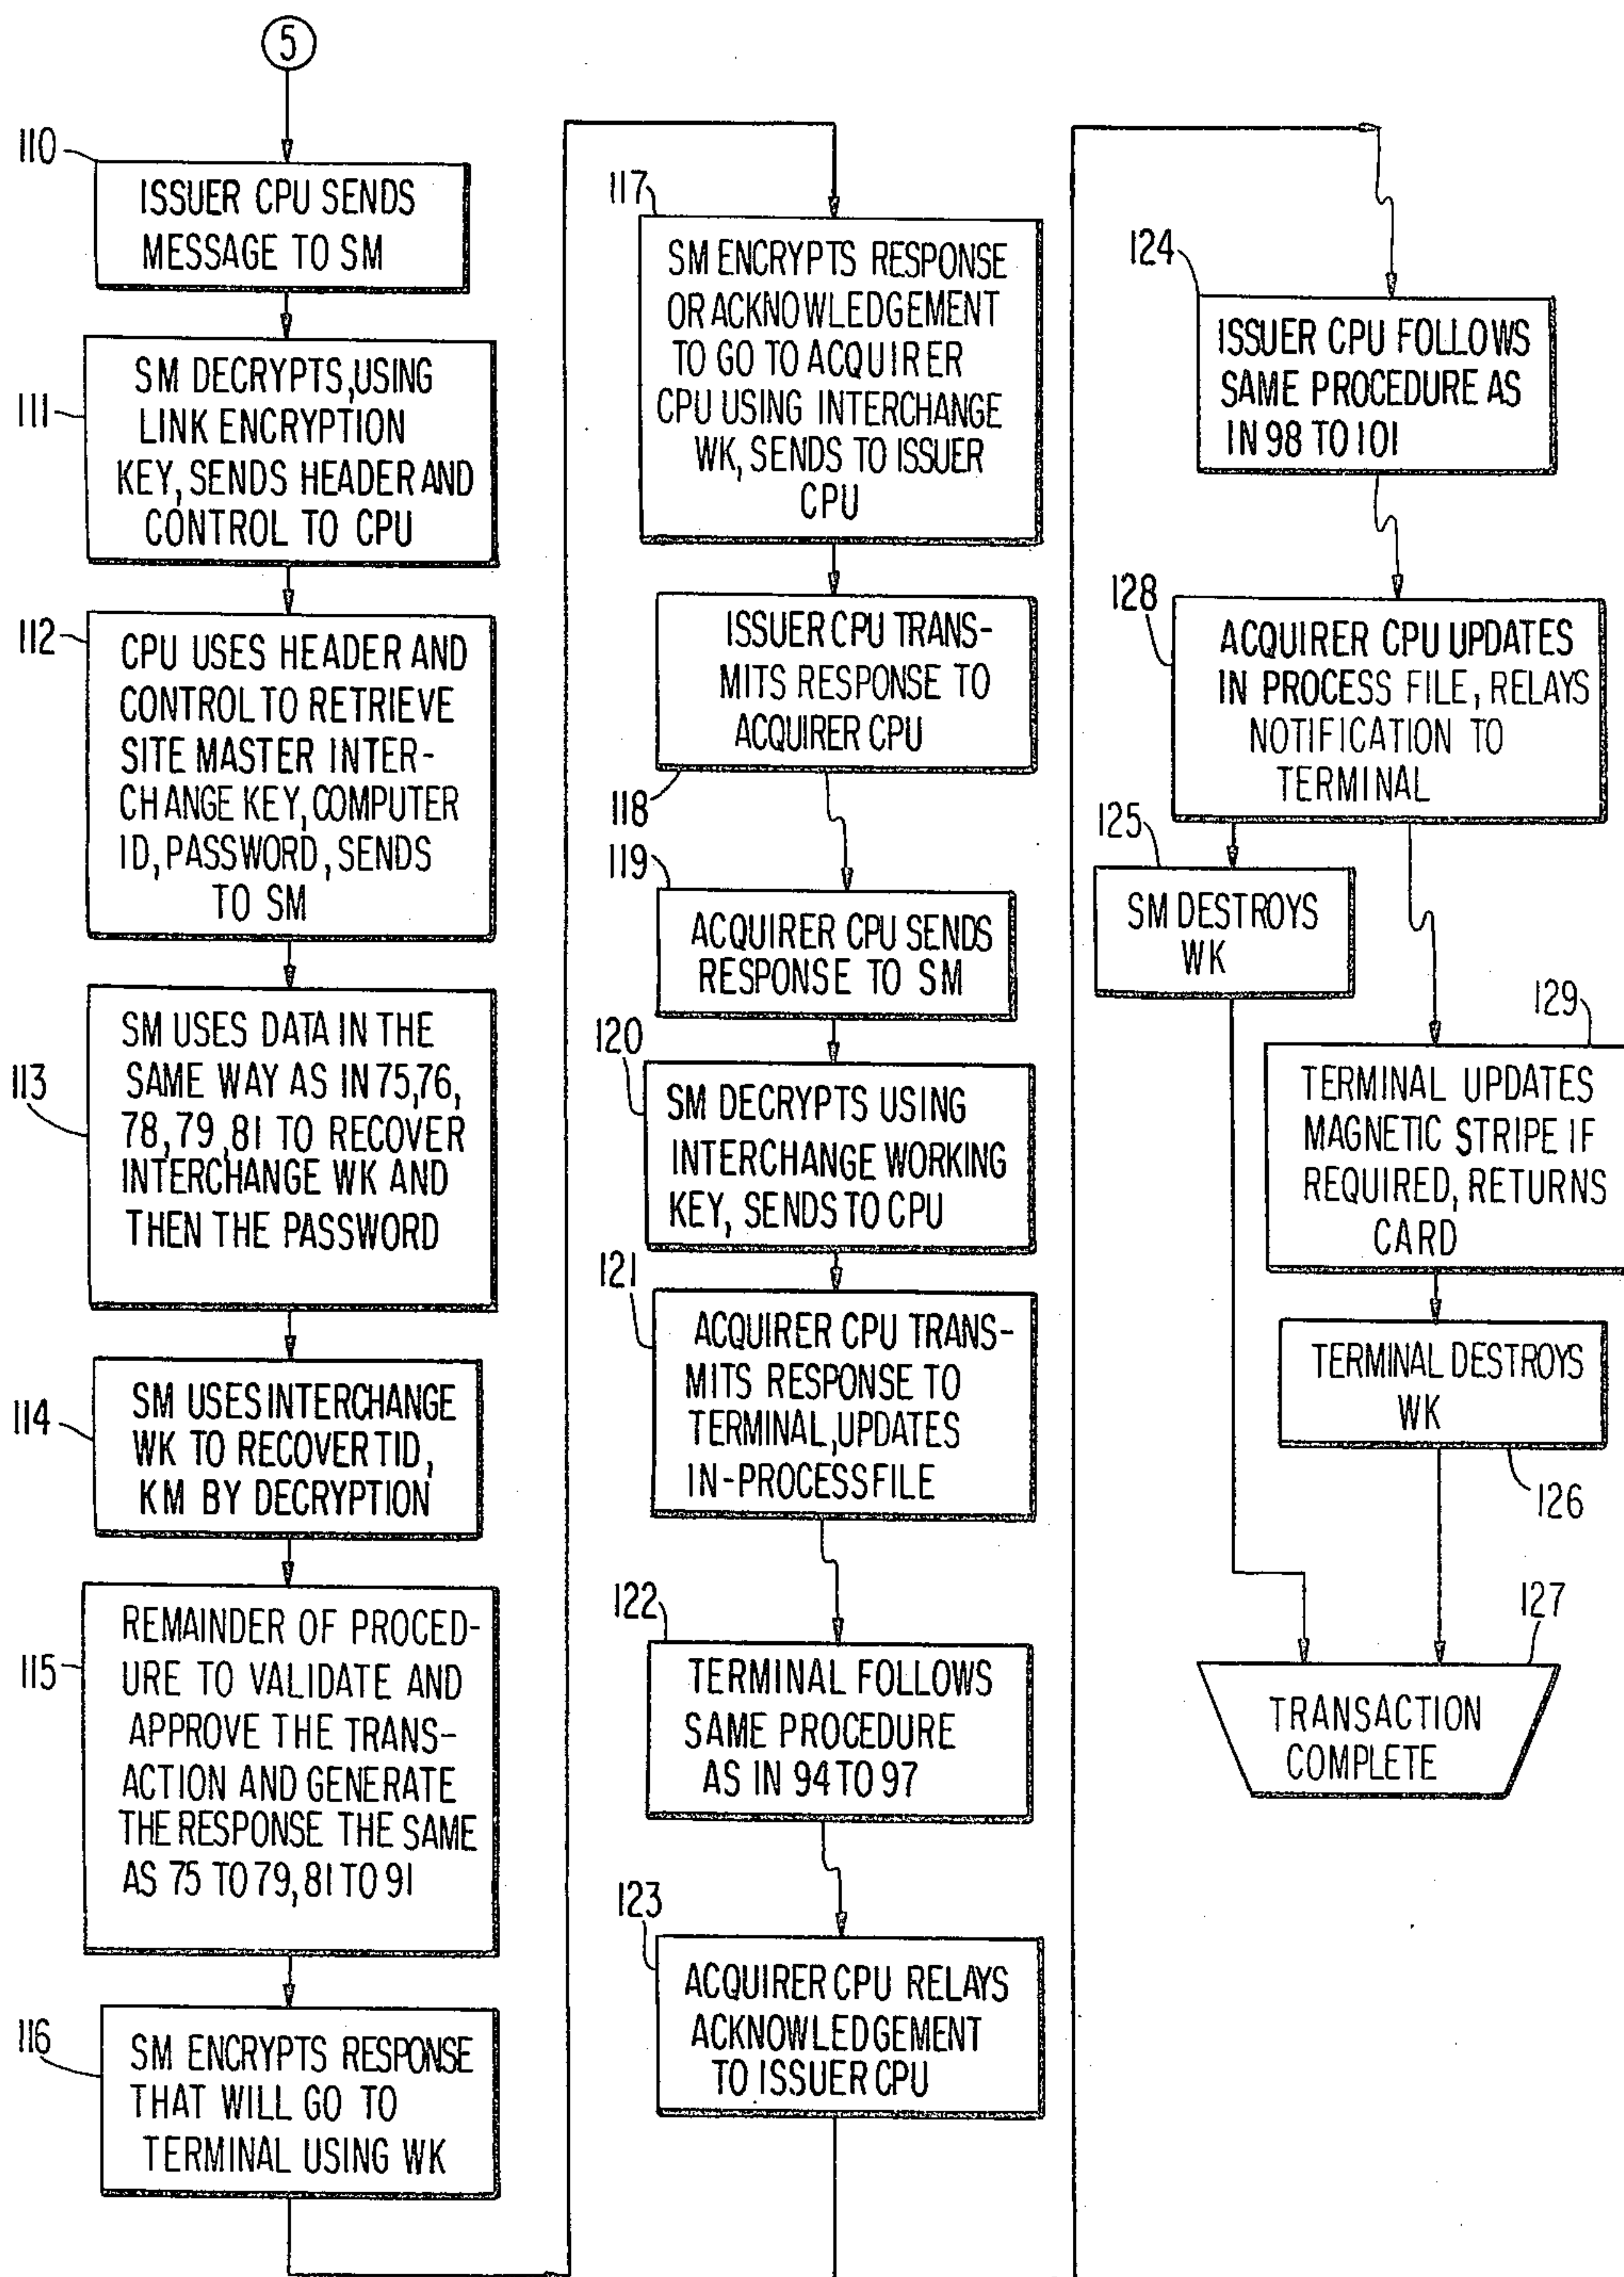 5
110
ISSUER CPU SENDS
MESSAGE TO SM
111
SM DECRYPTS, USING
LINK ENCRYPTION
KEY, SENDS HEADER AND
CONTROL TO CPU
112
CPU USES HEADER AND
CONTROL TO RETRIEVE
SITE MASTER INTER-
CHANGE KEY, COMPUTER
ID, PASSWORD, SENDS
TO SM
113
SM USES DATA IN THE
SAME WAY AS IN 75,76,
78,79,81 TO RECOVER
INTERCHANGE WK AND
THEN THE PASSWORD
114
SM USES INTERCHANGE
WK TO RECOVER TID,
KM BY DECRYPTION
115
REMAINDER OF PROCED-
URE TO VALIDATE AND
APPROVE THE TRANS-
ACTION AND GENERATE
THE RESPONSE THE SAME
AS 75 TO 79, 81 TO 91
116
SM ENCRYPTS RESPONSE
THAT WILL GO TO
TERMINAL USING WK
117
SM ENCRYPTS RESPONSE
OR ACKNOWLEDGEMENT
TO GO TO ACQUIRER
CPU USING INTERCHANGE
WK, SENDS TO ISSUER
CPU
ISSUER CPU TRANS-
MITS RESPONSE TO
ACQUIRER CPU
118
119
ACQUIRER CPU SENDS
RESPONSE TO SM
120
SM DECRYPTS USING
INTERCHANGE WORKING
KEY, SENDS TO CPU
121
ACQUIRER CPU TRANS-
MITS RESPONSE TO
TERMINAL, UPDATES
IN-PROCESS FILE
122
TERMINAL FOLLOWS
SAME PROCEDURE
AS IN 94 TO 97
123
ACQUIRER CPU RELAYS
ACKNOWLEDGEMENT
TO ISSUER CPU
124
ISSUER CPU FOLLOWS
SAME PROCEDURE AS
IN 98 TO 101
128
ACQUIRER CPU UPDATES
IN PROCESS FILE, RELAYS
NOTIFICATION TO
TERMINAL
125
SM DESTROYS
WK
129
TERMINAL UPDATES
MAGNETIC STRIPE IF
REQUIRED, RETURNS
CARD
TERMINAL DESTROYS
WK
126
127
TRANSACTION
COMPLETE